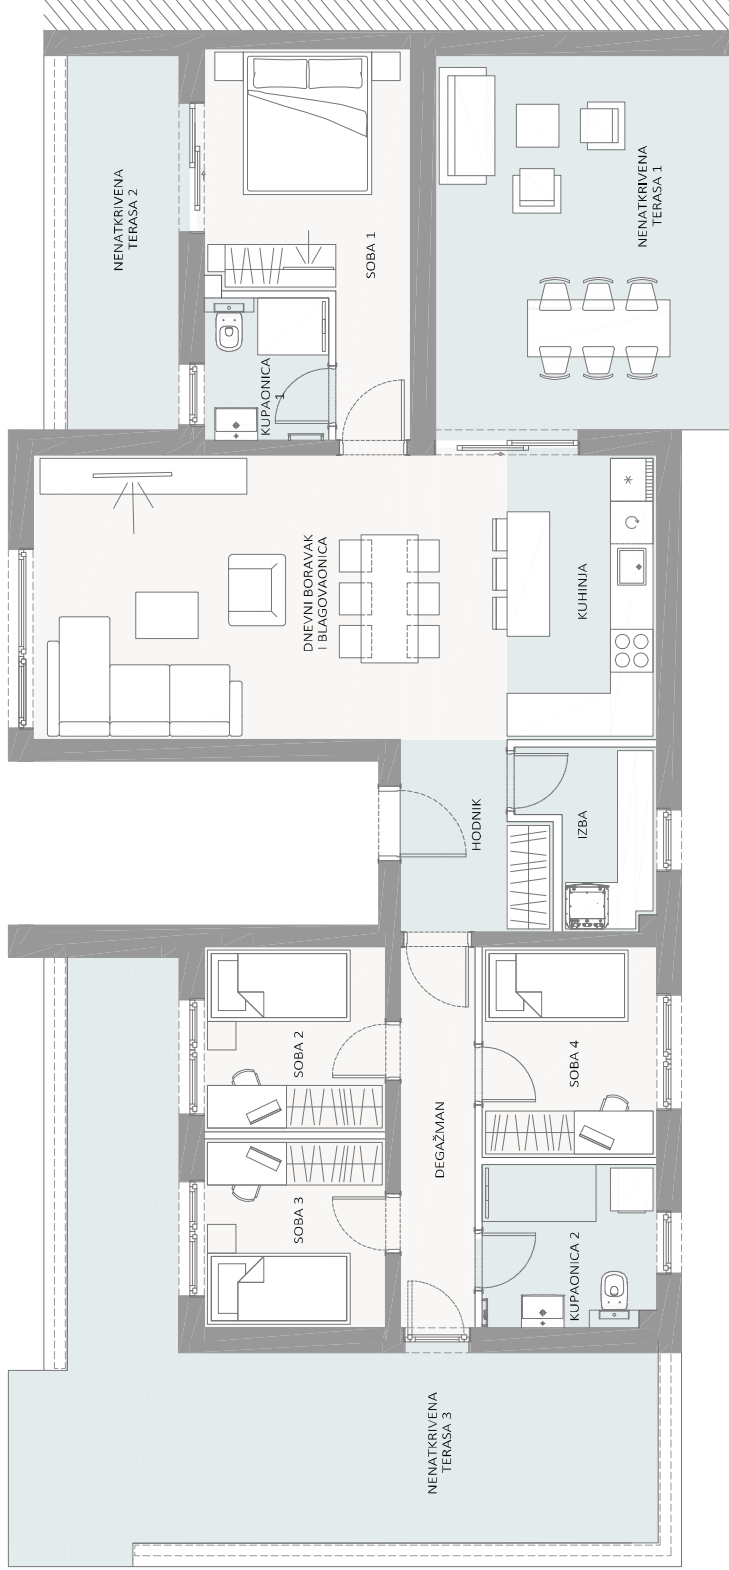 NENATKRIVENA
TERASA 2
SOBA 1
NENATKRIVENA
TERASA 1
KUPAONICA
1
DNEVNI BORAVAK
I BLAGOVAONICA
KUHINJA
HODNIK
IZBA
SOBA 2
SOBA 4
DEGAŽMAN
SOBA 3
KUPAONICA 2
NENATKRIVENA
TERASA 3